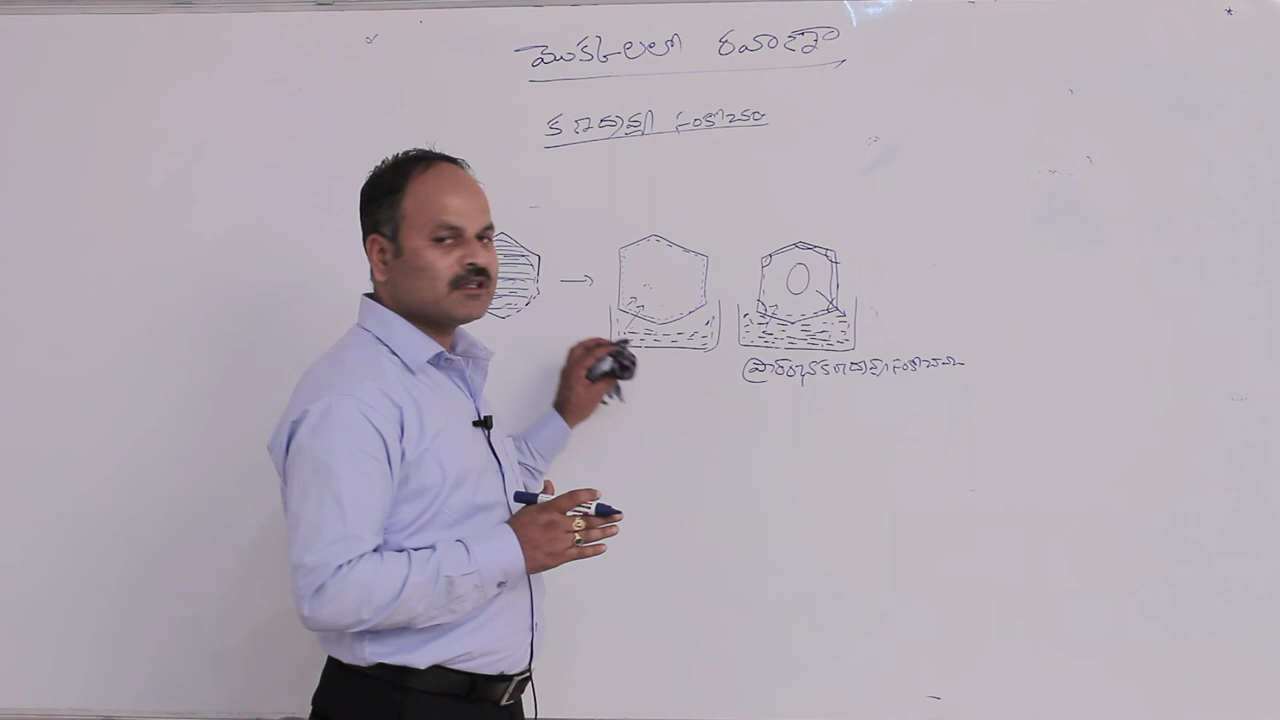 మొక్కలలో రవాణా
కణద్రవ్య సంకోచం
ప్రారంభ కణద్రవ్య సంకోచం